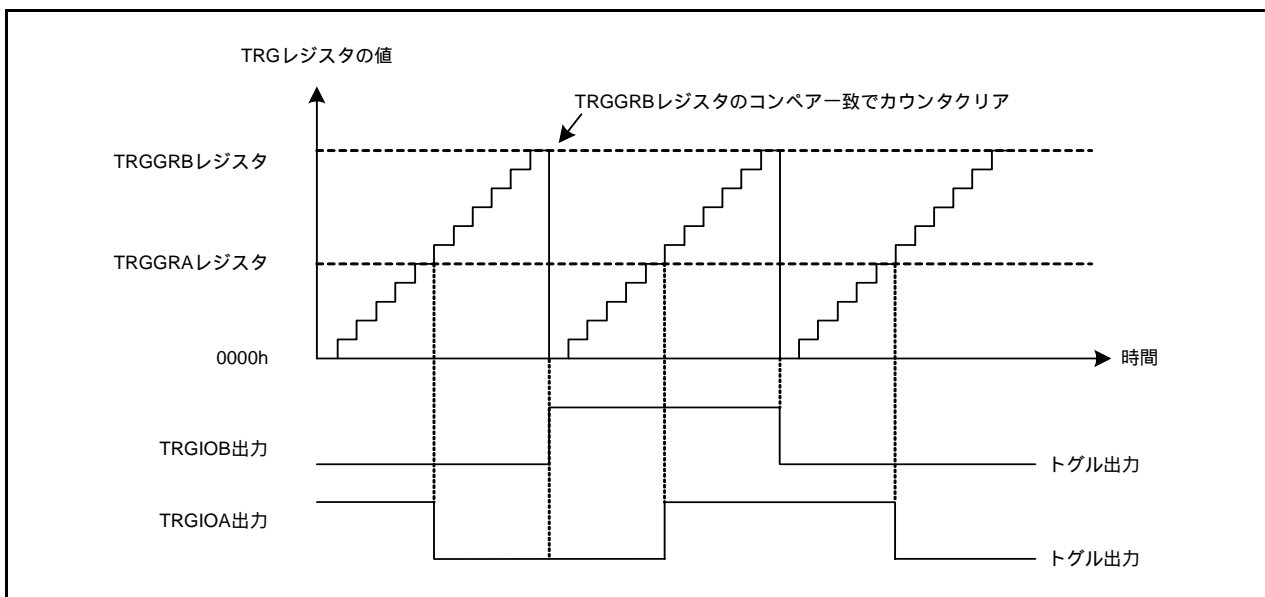 TRGレジスタの値
TRGGRBレジスタのコンペア一致でカウンタクリア
TRGGRBレジスタ
TRGGRAレジスタ
0000h
時間
TRGIOB出力
トグル出力
TRGIOA出力
トグル出力